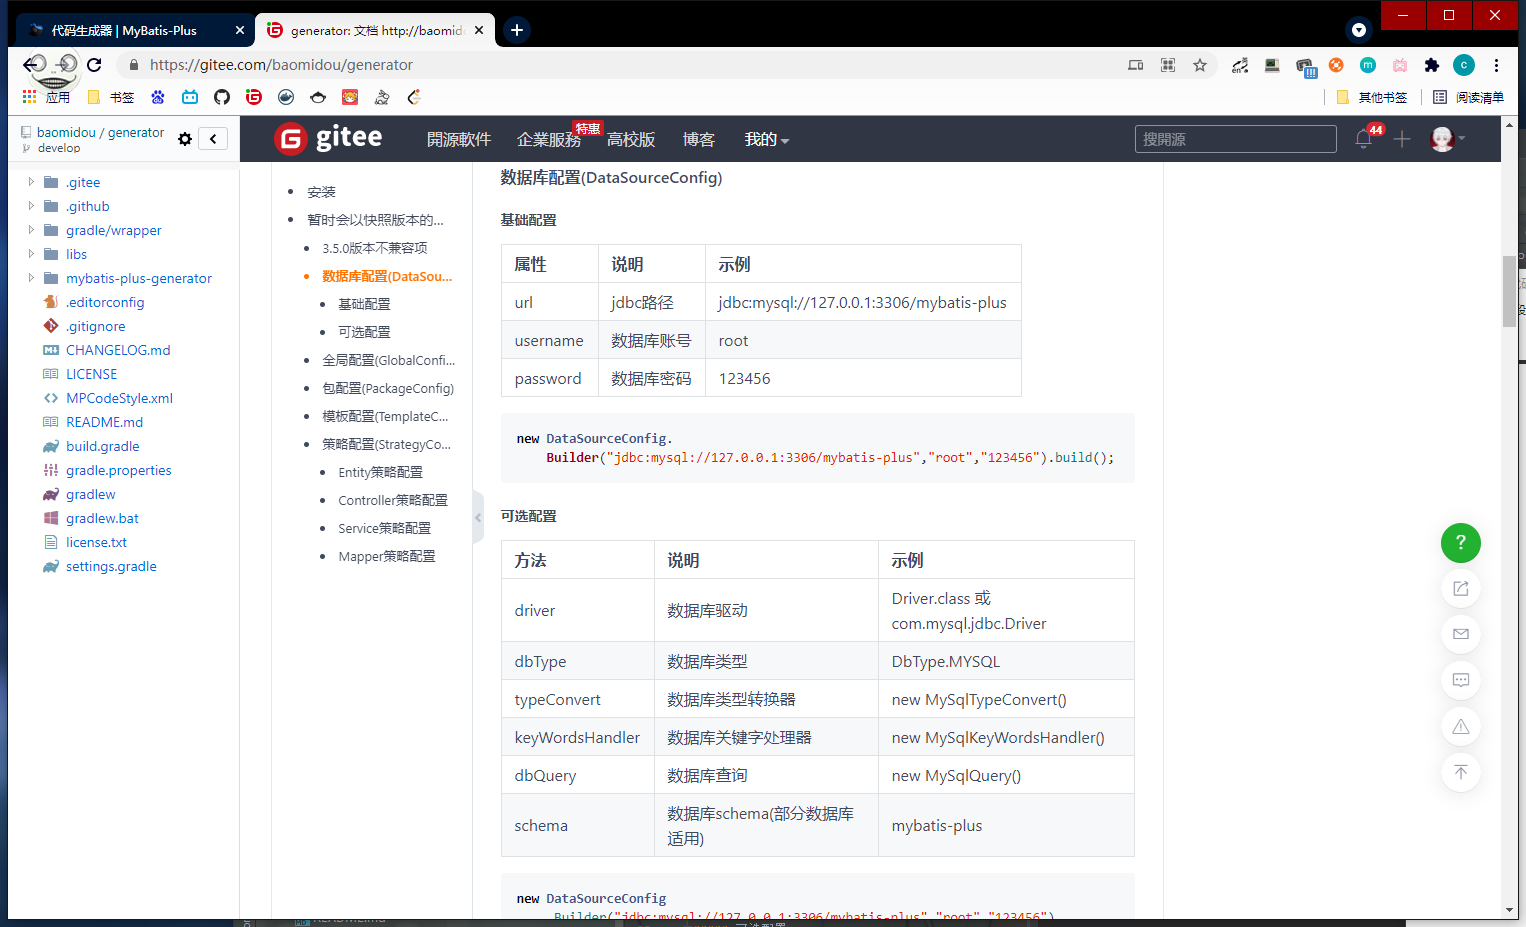 代码生成器 | MyBatis-Plus
generator: 文档 http://baomid
https://gitee.com/baomidou/generator
应用
书签
其他书签
阅读清单
baomidou / generator
develop
gitee
開源軟件
企業服務
特惠
高校版
博客
我的
搜開源
44
.gitee
.github
gradle/wrapper
libs
mybatis-plus-generator
.editorconfig
.gitignore
CHANGELOG.md
LICENSE
MPCodeStyle.xml
README.md
build.gradle
gradle.properties
gradlew
gradlew.bat
license.txt
settings.gradle
安装
暂时会以快照版本的...
3.5.0版本不兼容项
数据库配置(DataSou...
基础配置
可选配置
全局配置(GlobalConfi...
包配置(PackageConfig)
模板配置(TemplateC...
策略配置(StrategyCo...
Entity策略配置
Controller策略配置
Service策略配置
Mapper策略配置
数据库配置(DataSourceConfig)
基础配置
属性 说明 示例
url jdbc路径 jdbc:mysql://127.0.0.1:3306/mybatis-plus
username 数据库账号 root
password 数据库密码 123456
new DataSourceConfig.
Builder("jdbc:mysql://127.0.0.1:3306/mybatis-plus","root","123456").build();
可选配置
方法 说明 示例
driver 数据库驱动 Driver.class 或
com.mysql.jdbc.Driver
dbType 数据库类型 DbType.MYSQL
typeConvert 数据库类型转换器 new MySqlTypeConvert()
keyWordsHandler 数据库关键字处理器 new MySqlKeyWordsHandler()
dbQuery 数据库查询 new MySqlQuery()
schema 数据库schema(部分数据库
适用) mybatis-plus
new DataSourceConfig
.Builder("jdbc:mysql://127.0.0.1:3306/mybatis-plus","root","123456")